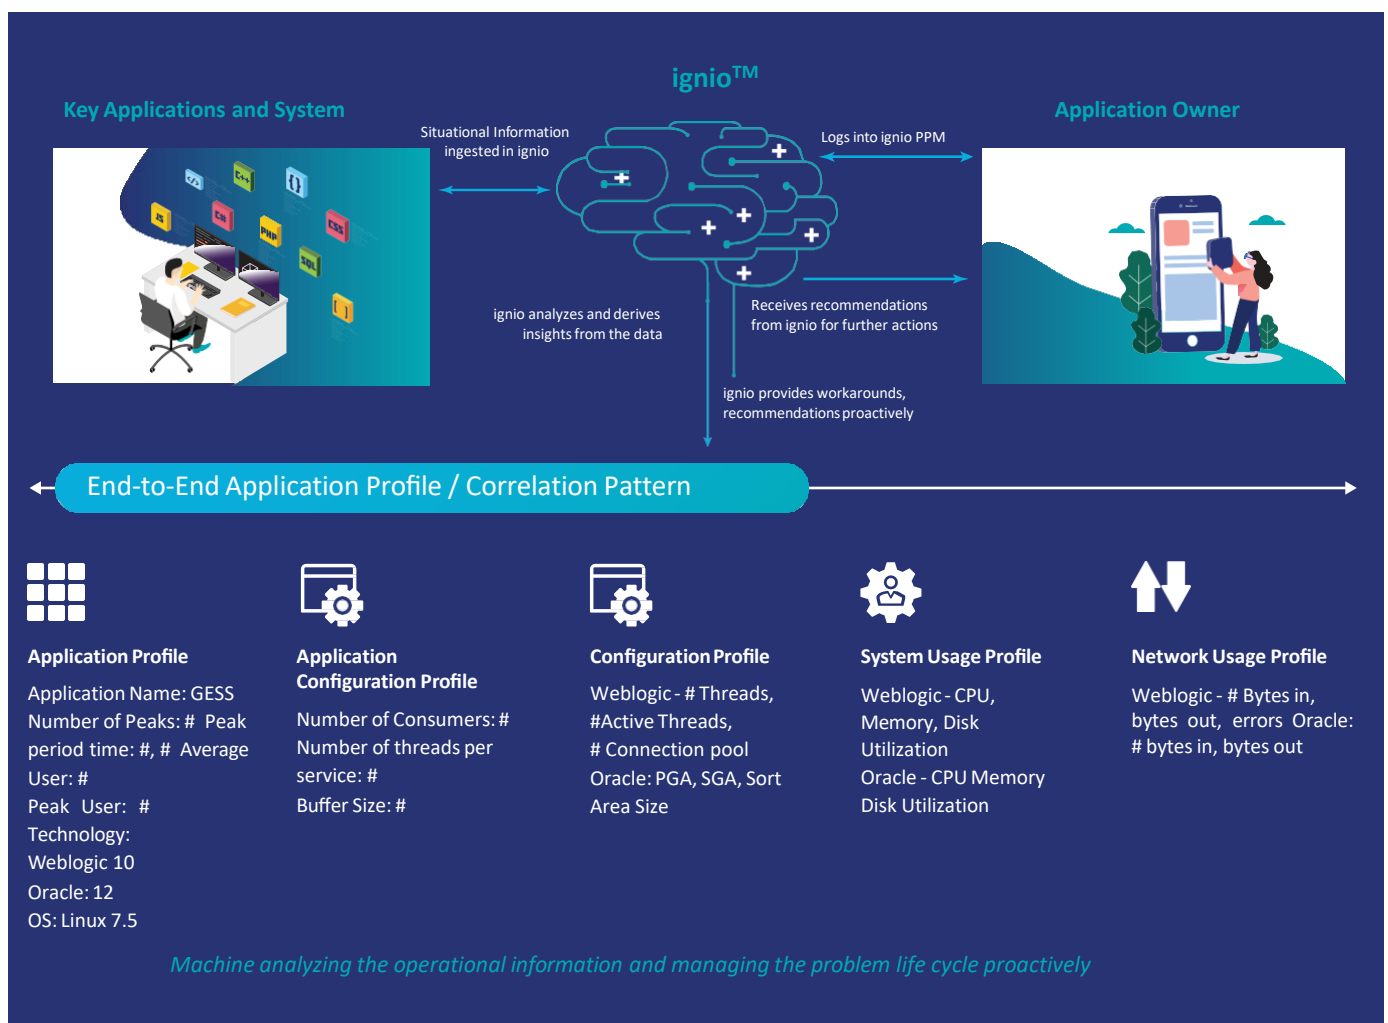 ignio™
Key Applications and System
Application Owner
Situational Information
ingested in ignio
Logs into ignio PPM
</>
C++
{}
JS
C#
PHP
CSS
SQL
[ ]
ignio analyzes and derives
insights from the data
Receives recommendations
from ignio for further actions
ignio provides workarounds,
recommendations proactively
End-to-End Application Profile / Correlation Pattern
Application Profile
Application Name: GESS
Number of Peaks: # Peak
period time: #, # Average
User: #
Peak User: #
Technology:
Weblogic 10
Oracle: 12
OS: Linux 7.5
Application
Configuration Profile
Number of Consumers: #
Number of threads per
service: #
Buffer Size: #
Configuration Profile
Weblogic - # Threads,
#Active Threads,
# Connection pool
Oracle: PGA, SGA, Sort
Area Size
System Usage Profile
Weblogic - CPU,
Memory, Disk
Utilization
Oracle - CPU Memory
Disk Utilization
Network Usage Profile
Weblogic - # Bytes in,
bytes out, errors Oracle:
# bytes in, bytes out
Machine analyzing the operational information and managing the problem life cycle proactively